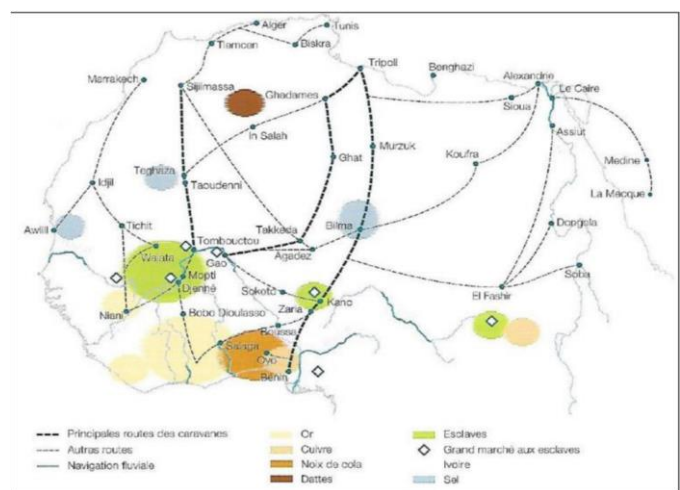 Alger
Tunis
Tlemcen
Biskra
Tripoli
Benghazi
Marrakech
Sijimassa
Ghadames
Alexandrie
Le Caire
Sioua
In Salah
Assiut
Teghaza
Ghat
Murzuk
Koufra
Medine
Taoudenni
Idjil
La Mecque
Awlil
Tichit
Takkeda
Bilma
Dongola
Tombouctou
Walata
Gao
Agadez
Soba
Mopti
Djenné
Sokoto
Kano
El Fashir
Niani
Bobo Dioulasso
Zaria
Boussa
Salaga
Oyo
Bénin
Principales routes des caravanes
Autres routes
Navigation fluviale
Or
Cuivre
Noix de cola
Dattes
Esclaves
Grand marché aux esclaves
Ivoire
Sel